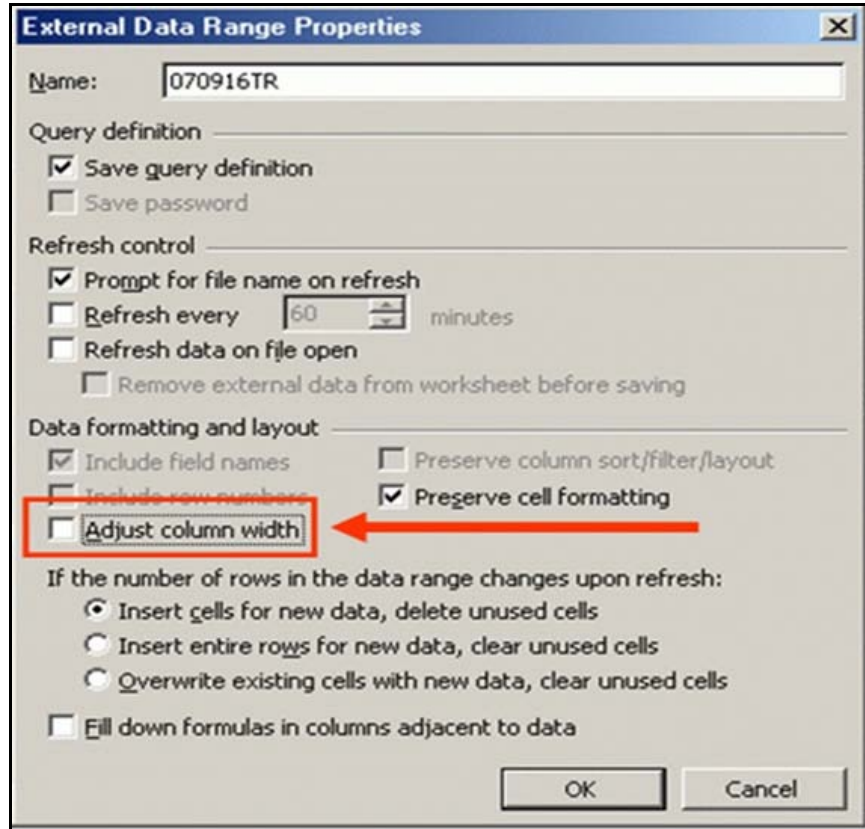 External Data Range Properties
Name: 070916TR
Query definition
Save query definition
Save password
Refresh control
Prompt for file name on refresh
Refresh every 60 minutes
Refresh data on file open
Remove external data from worksheet before saving
Data formatting and layout
Include field names Preserve column sort/filter/layout
Include row numbers Preserve cell formatting
Adjust column width
If the number of rows in the data range changes upon refresh:
Insert cells for new data, delete unused cells
Insert entire rows for new data, clear unused cells
Overwrite existing cells with new data, clear unused cells
Fill down formulas in columns adjacent to data
OK Cancel